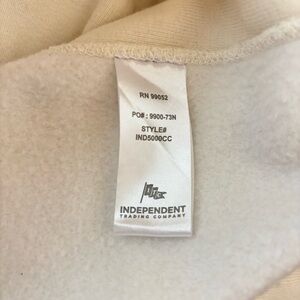 RN 99052
PO# : 9900-73N
STYLE#
IND5000CC
INDEPENDENT
TRADING COMPANY